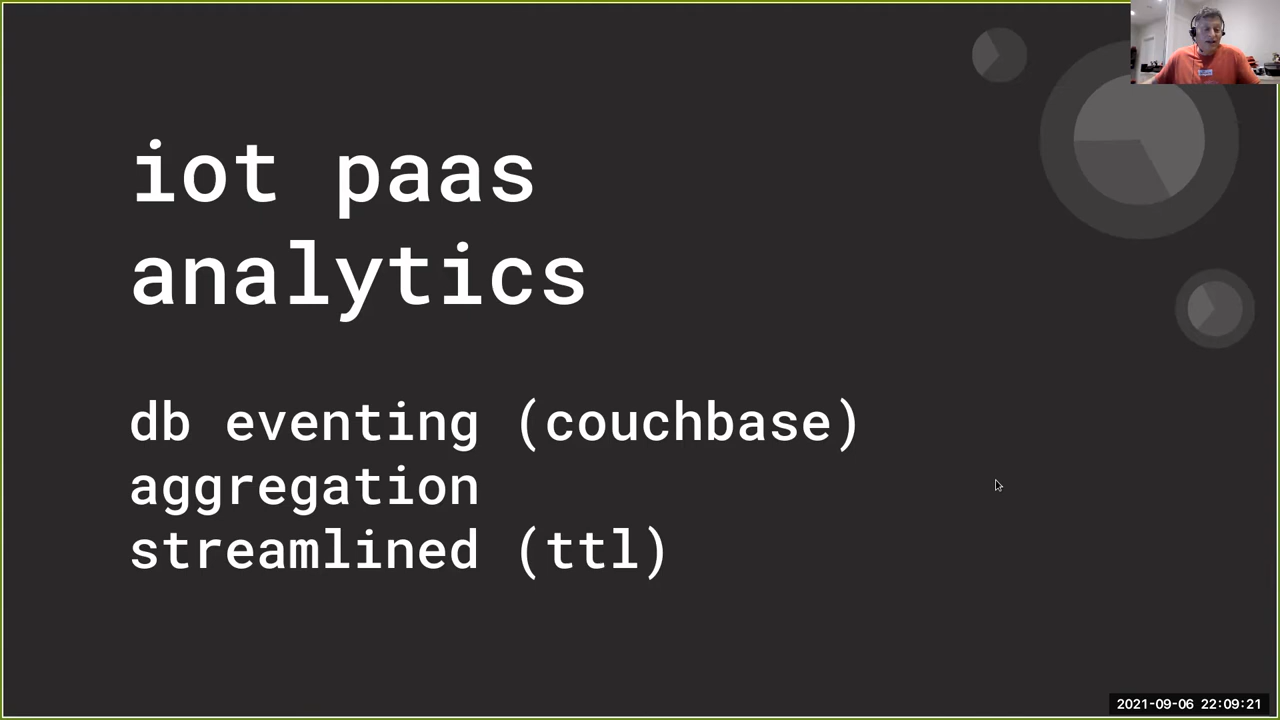 iot paas
analytics
db eventing (couchbase)
aggregation
streamlined (ttl)
2021-09-06 22:09:21